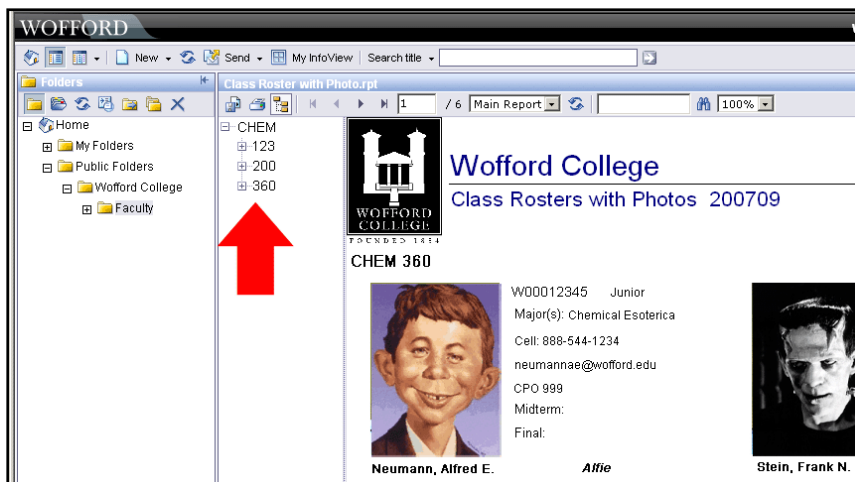 WOFFORD
New Send My InfoView Search title
Folders
Class Roster with Photo.rpt
1 / 6 Main Report 100%
Home
My Folders
Public Folders
Wofford College
Faculty
CHEM
123
200
360
WOFFORD
COLLEGE
FOUNDED 1854
Wofford College
Class Rosters with Photos 200709
CHEM 360
W00012345 Junior
Major(s): Chemical Esoterica
Cell: 888-544-1234
neumannae@wofford.edu
CPO 999
Midterm:
Final:
Neumann, Alfred E. Alfie
Stein, Frank N.